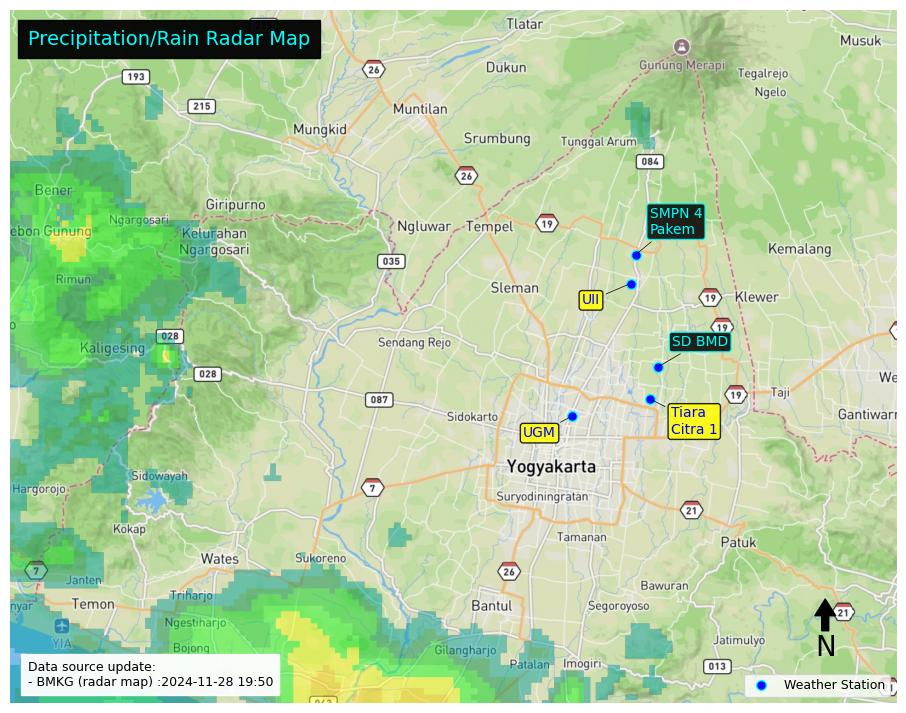 Precipitation/Rain Radar Map
Tlatar
Musuk
26
Dukun
Gunung Merapi
Tegalrejo
193
Ngelo
215
Muntilan
Mungkid
Srumbung
Tunggal Arum
084
26
Bener
Giripurno
SMPN 4
Pakem
Ngargosari
Ngluwar
Tempel
19
ebon Gunung
Kelurahan
Ngargosari
Kemalang
035
Rimun
Sleman
UII
19
Klewer
19
028
Kaligesing
Sendang Rejo
SD BMD
028
087
19
Taji
We
Sidokarto
Tiara
Citra 1
Gantiwarn
UGM
Yogyakarta
Sidowayah
Hargorojo
7
Suryodiningratan
21
Kokap
Tamanan
Patuk
Wates
Sukoreno
7
26
Janten
Bawuran
nyar
Temon
Triharjo
Bantul
Segoroyoso
21
Ngestiharjo
YIA
N
Bojong
Gilangharjo
Jatimulyo
Patalan
Imogiri
013
Data source update:
- BMKG (radar map) :2024-11-28 19:50
Weather Station